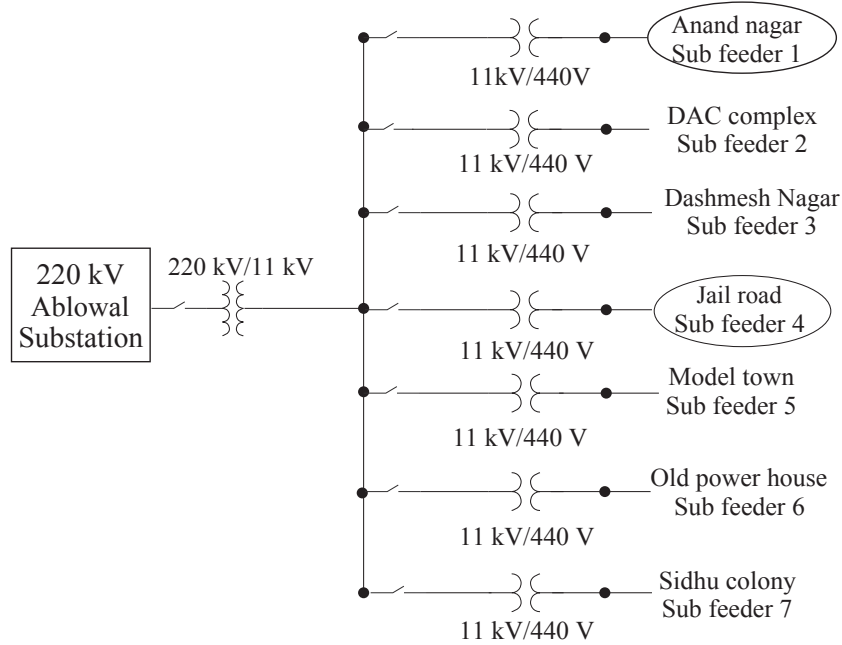 Anand nagar
Sub feeder 1
11kV/440V
DAC complex
Sub feeder 2
11 kV/440 V
Dashmesh Nagar
Sub feeder 3
11 kV/440 V
220 kV
Ablowal
Substation
220 kV/11 kV
Jail road
Sub feeder 4
11 kV/440 V
Model town
Sub feeder 5
11 kV/440 V
Old power house
Sub feeder 6
11 kV/440 V
Sidhu colony
Sub feeder 7
11 kV/440 V